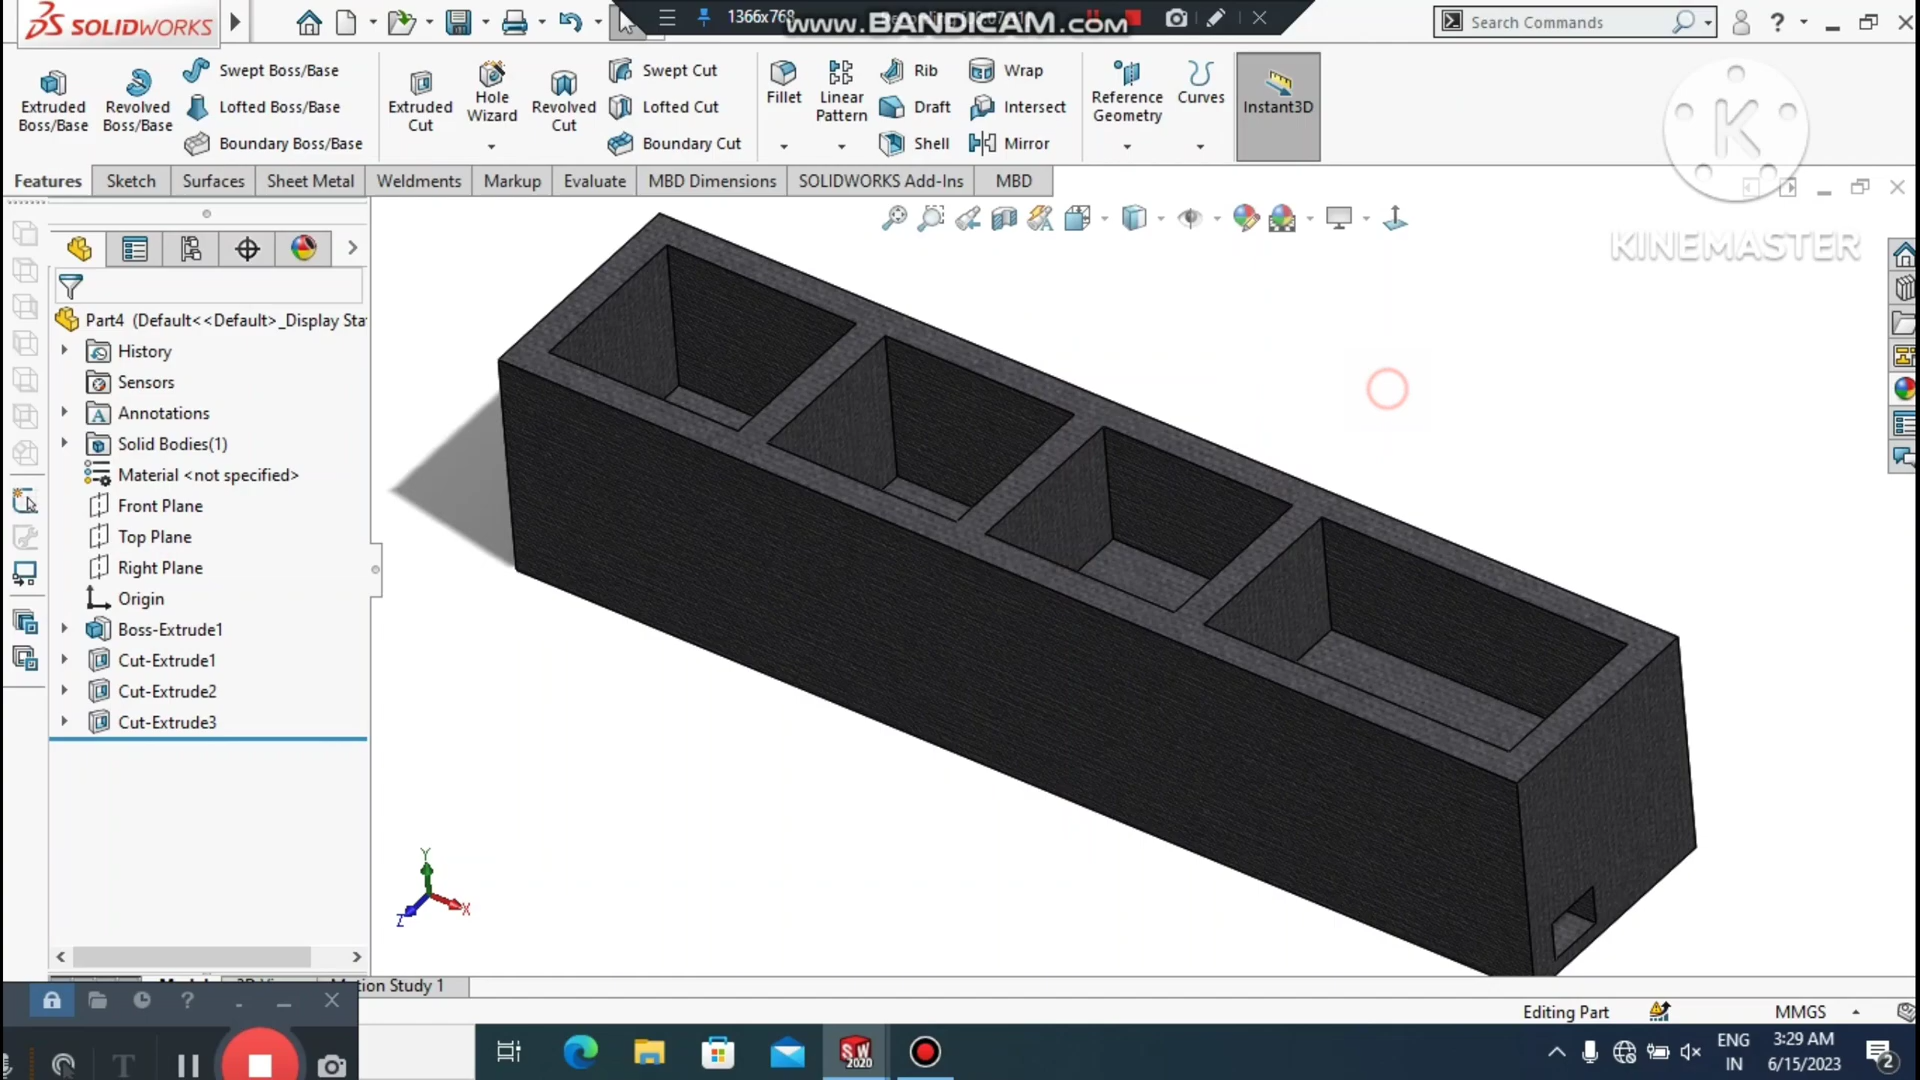 SOLIDWORKS
1366x768
www.BANDICAM.com
Search Commands
Extruded Boss/Base
Revolved Boss/Base
Swept Boss/Base
Lofted Boss/Base
Boundary Boss/Base
Extruded Cut
Hole Wizard
Revolved Cut
Swept Cut
Lofted Cut
Boundary Cut
Fillet
Linear Pattern
Rib
Draft
Shell
Wrap
Intersect
Mirror
Reference Geometry
Curves
Instant3D
K
KINEMASTER
Features
Sketch
Surfaces
Sheet Metal
Weldments
Markup
Evaluate
MBD Dimensions
SOLIDWORKS Add-Ins
MBD
Part4 (Default<<Default>_Display Sta
History
Sensors
Annotations
Solid Bodies(1)
Material <not specified>
Front Plane
Top Plane
Right Plane
Origin
Boss-Extrude1
Cut-Extrude1
Cut-Extrude2
Cut-Extrude3
Y
X
Z
otion Study 1
Editing Part
MMGS
T
SW
2020
ENG
IN
3:29 AM
6/15/2023
2